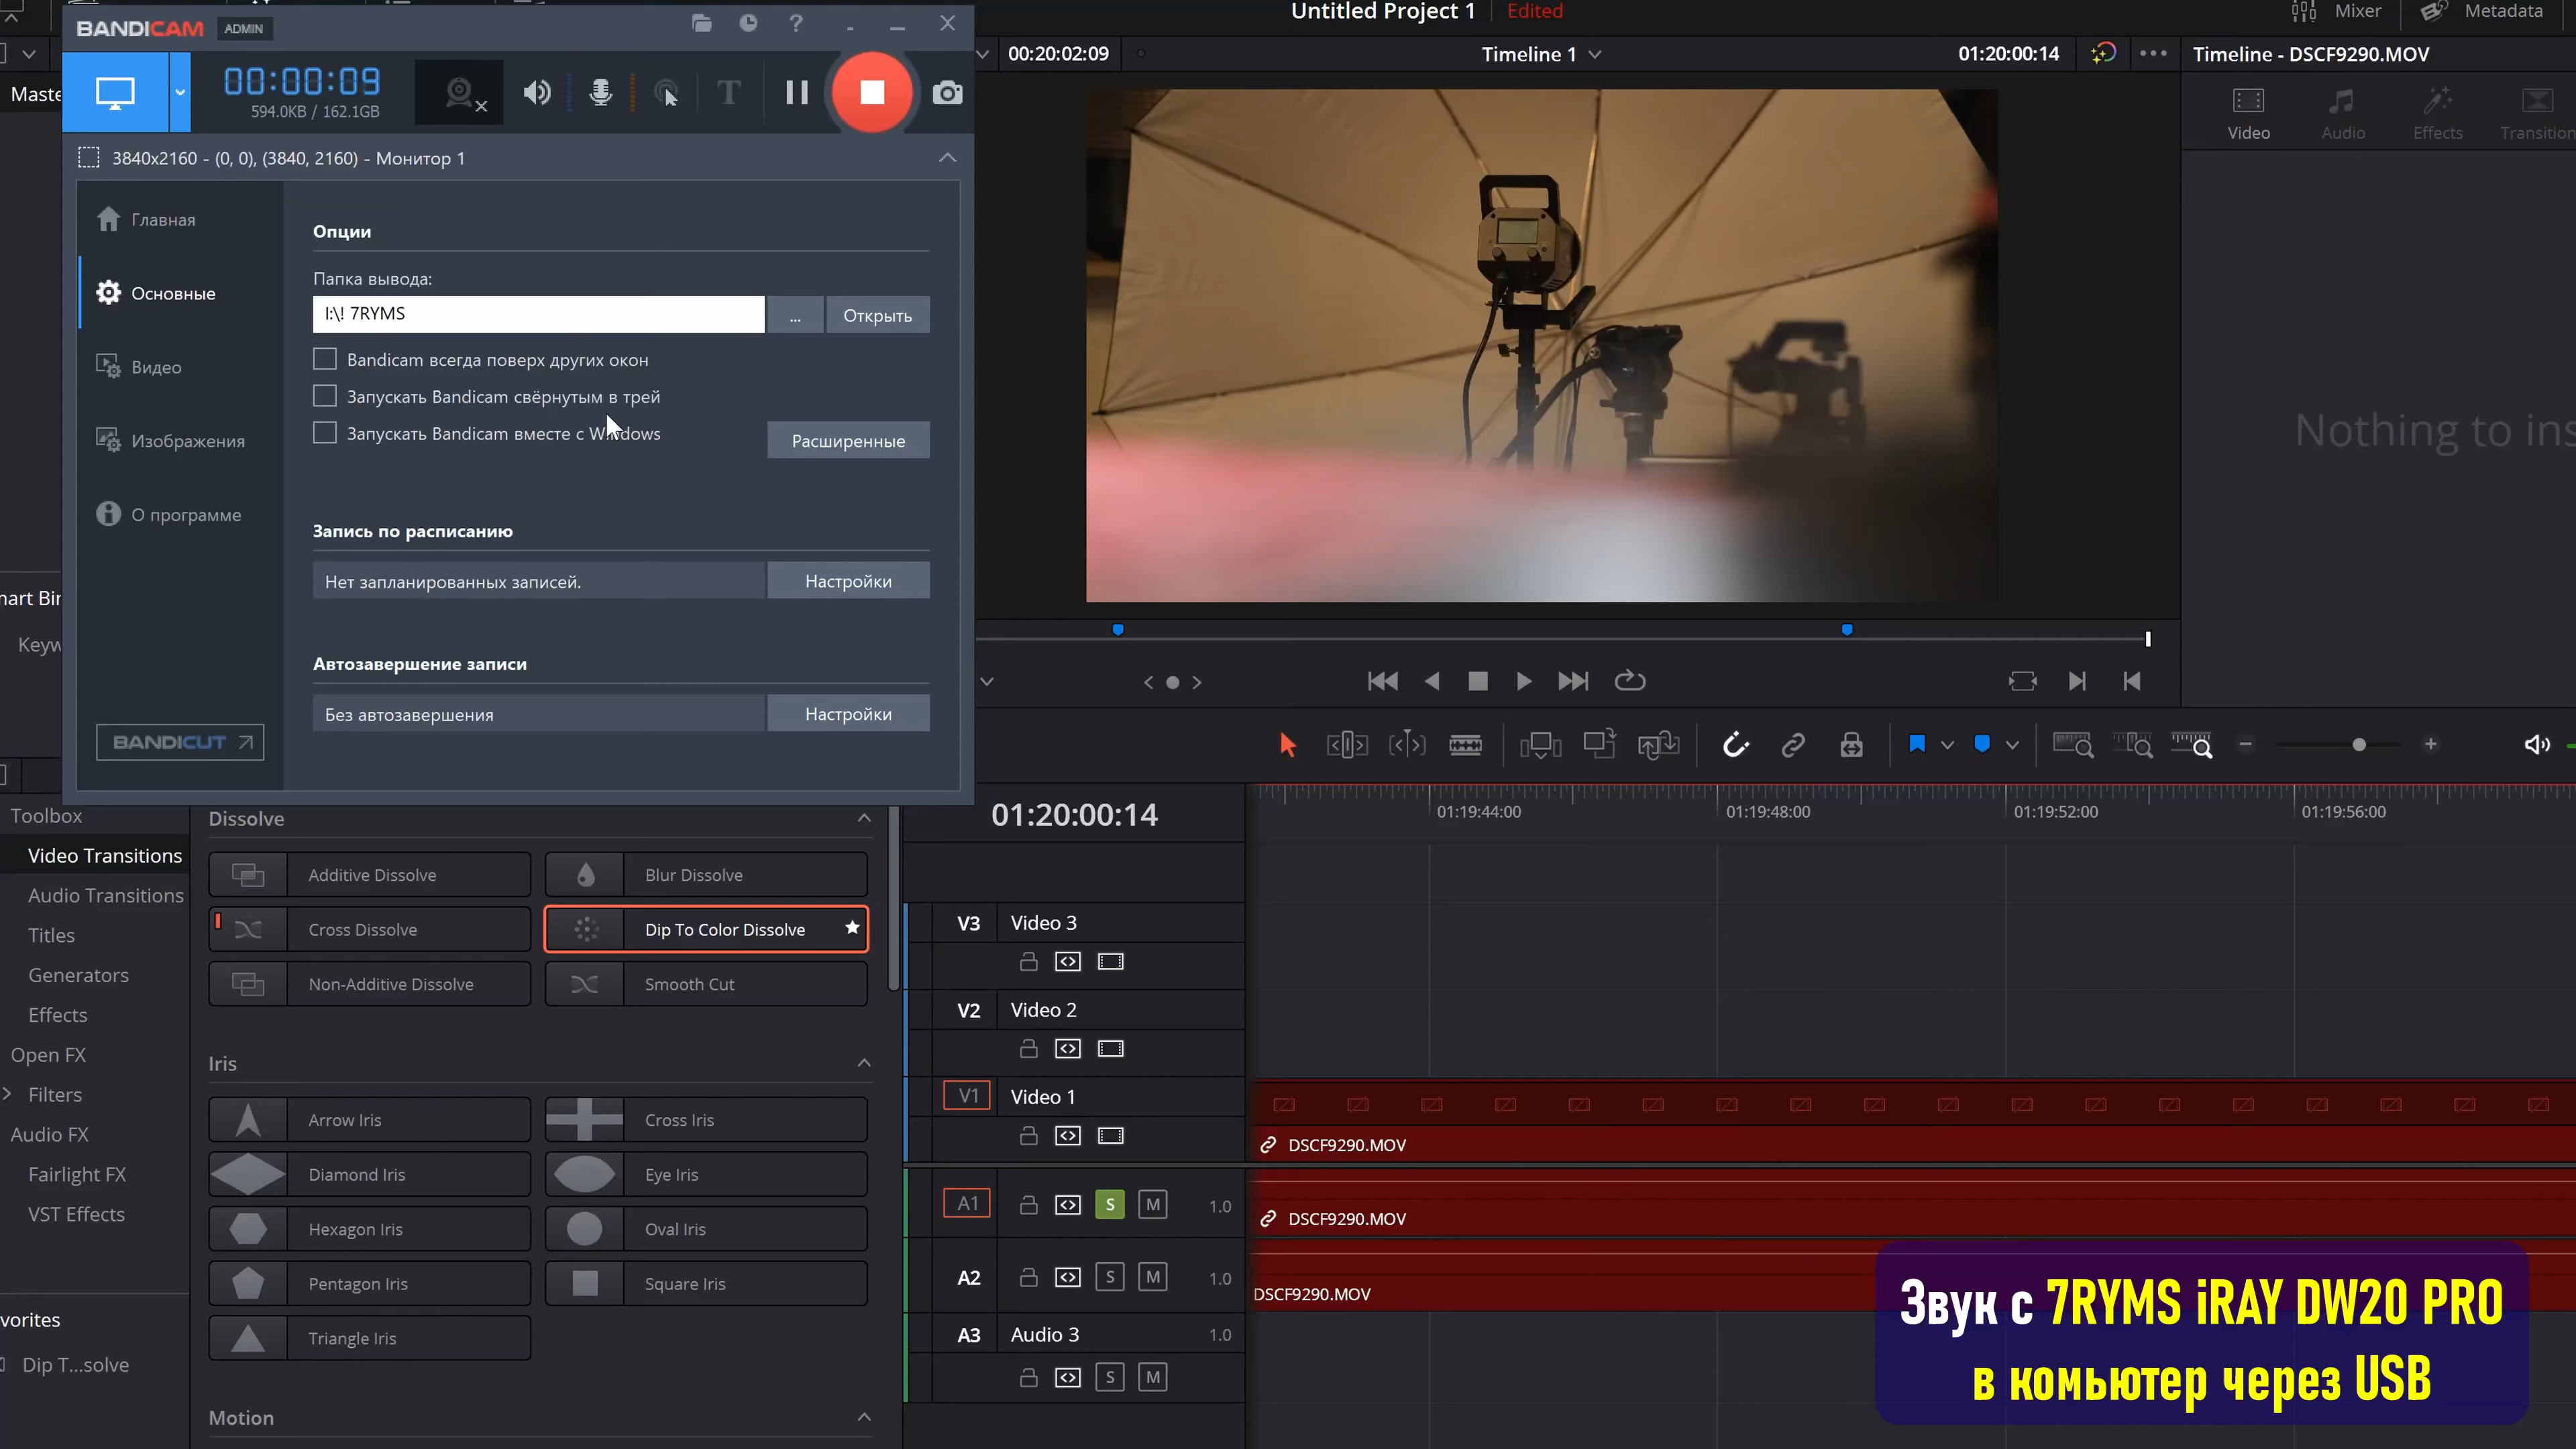 BANDICAM ADMIN
00:00:09
594.0KB / 162.1GB
T
3840x2160 - (0, 0), (3840, 2160) - Монитор 1
Главная
Основные
Видео
Изображения
О программе
BANDICUT
Опции
Папка вывода:
I:\! 7RYMS
...
Открыть
Bandicam всегда поверх других окон
Запускать Bandicam свёрнутым в трей
Запускать Bandicam вместе с Windows
Расширенные
Запись по расписанию
Нет запланированных записей.
Настройки
Автозавершение записи
Без автозавершения
Настройки
Untitled Project 1 Edited
Mixer
Metadata
00:20:02:09
Timeline 1
01:20:00:14
Timeline - DSCF9290.MOV
Video
Audio
Effects
Transition
Nothing to ins
Maste
mart Bin
Keyw
Toolbox
Video Transitions
Audio Transitions
Titles
Generators
Effects
Open FX
Filters
Audio FX
Fairlight FX
VST Effects
vorites
Dip T...solve
Dissolve
Additive Dissolve
Blur Dissolve
Cross Dissolve
Dip To Color Dissolve
Non-Additive Dissolve
Smooth Cut
Iris
Arrow Iris
Cross Iris
Diamond Iris
Eye Iris
Hexagon Iris
Oval Iris
Pentagon Iris
Square Iris
Triangle Iris
Motion
01:20:00:14
01:19:44:00
01:19:48:00
01:19:52:00
01:19:56:00
V3 Video 3
V2 Video 2
V1 Video 1
DSCF9290.MOV
A1 S M 1.0
DSCF9290.MOV
A2 S M 1.0
DSCF9290.MOV
A3 Audio 3 1.0
S M
Звук с 7RYMS iRAY DW20 PRO
в комьютер через USB